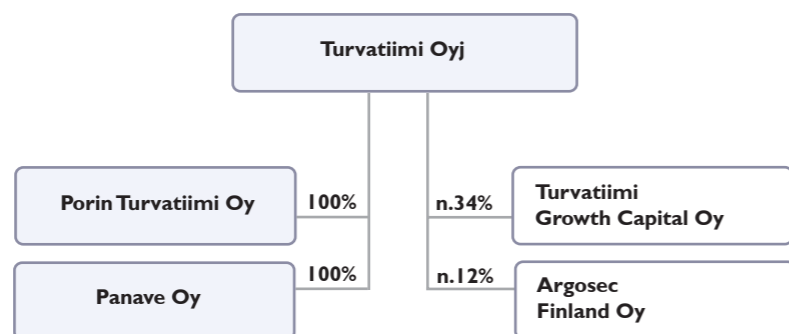 Turvatiimi Oyj
Porin Turvatiimi Oy
100%
n.34%
Turvatiimi
Growth Capital Oy
Panave Oy
100%
n.12%
Argosec
Finland Oy